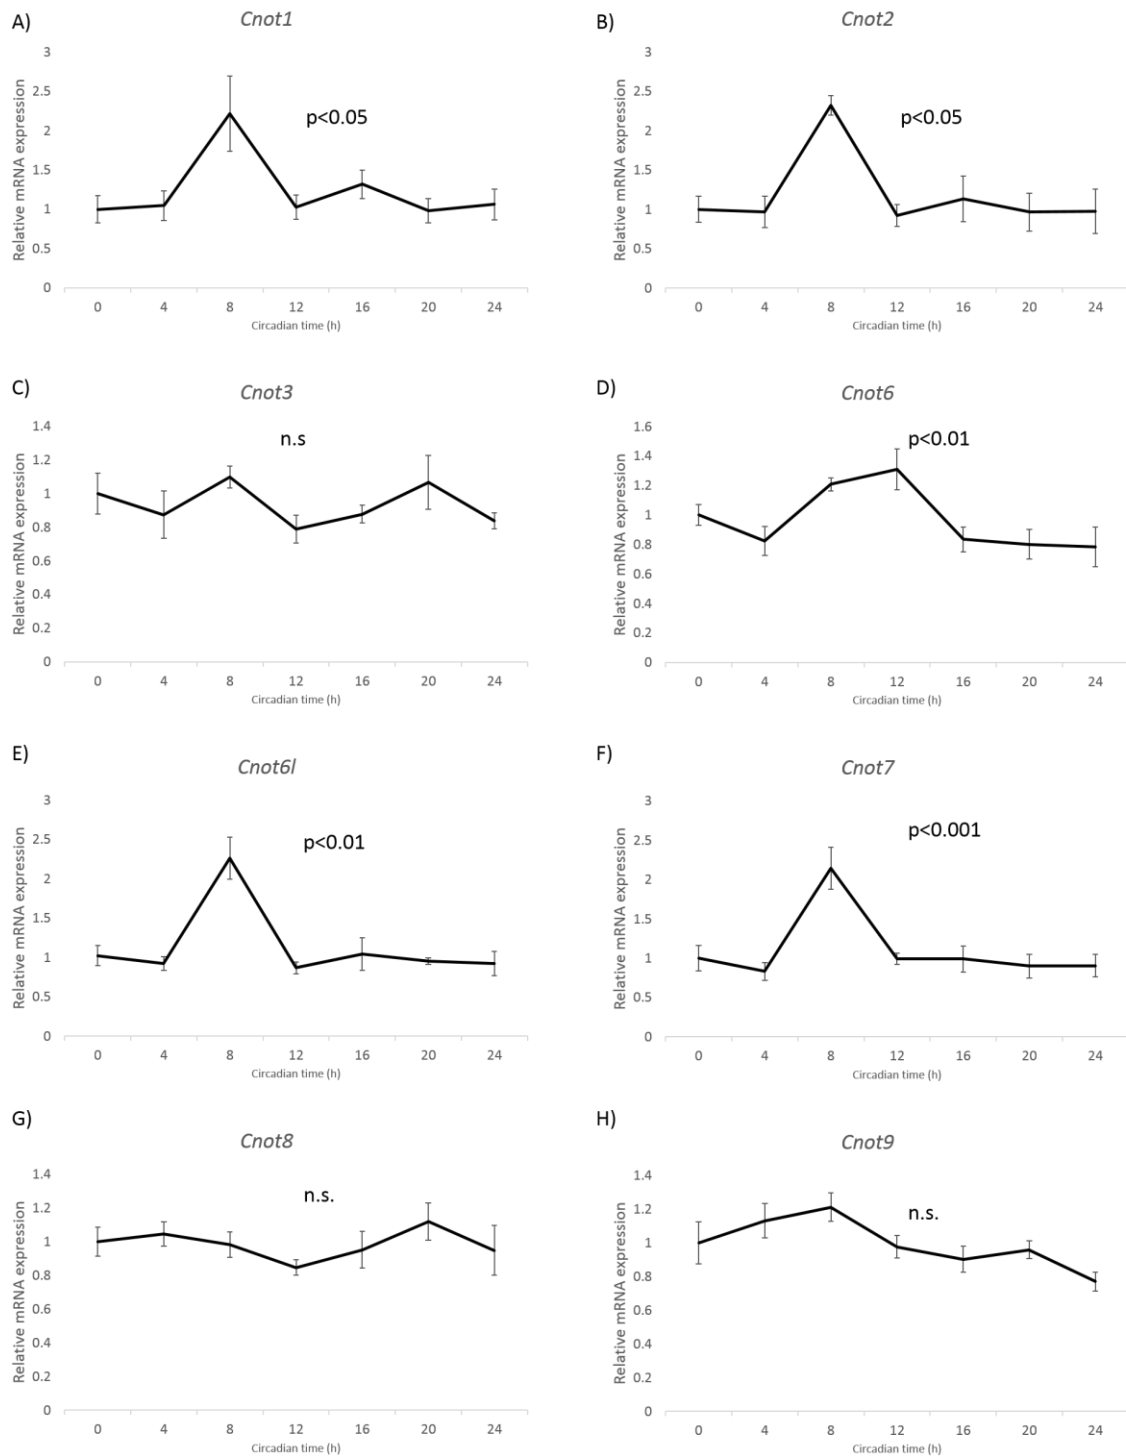 A)
Cnot1
Relative mRNA expression
3
2.5
2
1.5
1
0.5
0
p<0.05
0 4 8 12 16 20 24
Circadian time (h)
B)
Cnot2
Relative mRNA expression
3
2.5
2
1.5
1
0.5
0
p<0.05
0 4 8 12 16 20 24
Circadian time (h)
C)
Cnot3
Relative mRNA expression
1.4
1.2
1
0.8
0.6
0.4
0.2
0
n.s
0 4 8 12 16 20 24
Circadian time (h)
D)
Cnot6
Relative mRNA expression
1.6
1.4
1.2
1
0.8
0.6
0.4
0.2
0
p<0.01
0 4 8 12 16 20 24
Circadian time (h)
E)
Cnot6l
Relative mRNA expression
3
2.5
2
1.5
1
0.5
0
p<0.01
0 4 8 12 16 20 24
Circadian time (h)
F)
Cnot7
Relative mRNA expression
3
2.5
2
1.5
1
0.5
0
p<0.001
0 4 8 12 16 20 24
Circadian time (h)
G)
Cnot8
Relative mRNA expression
1.4
1.2
1
0.8
0.6
0.4
0.2
0
n.s.
0 4 8 12 16 20 24
Circadian time (h)
H)
Cnot9
Relative mRNA expression
1.4
1.2
1
0.8
0.6
0.4
0.2
0
n.s.
0 4 8 12 16 20 24
Circadian time (h)